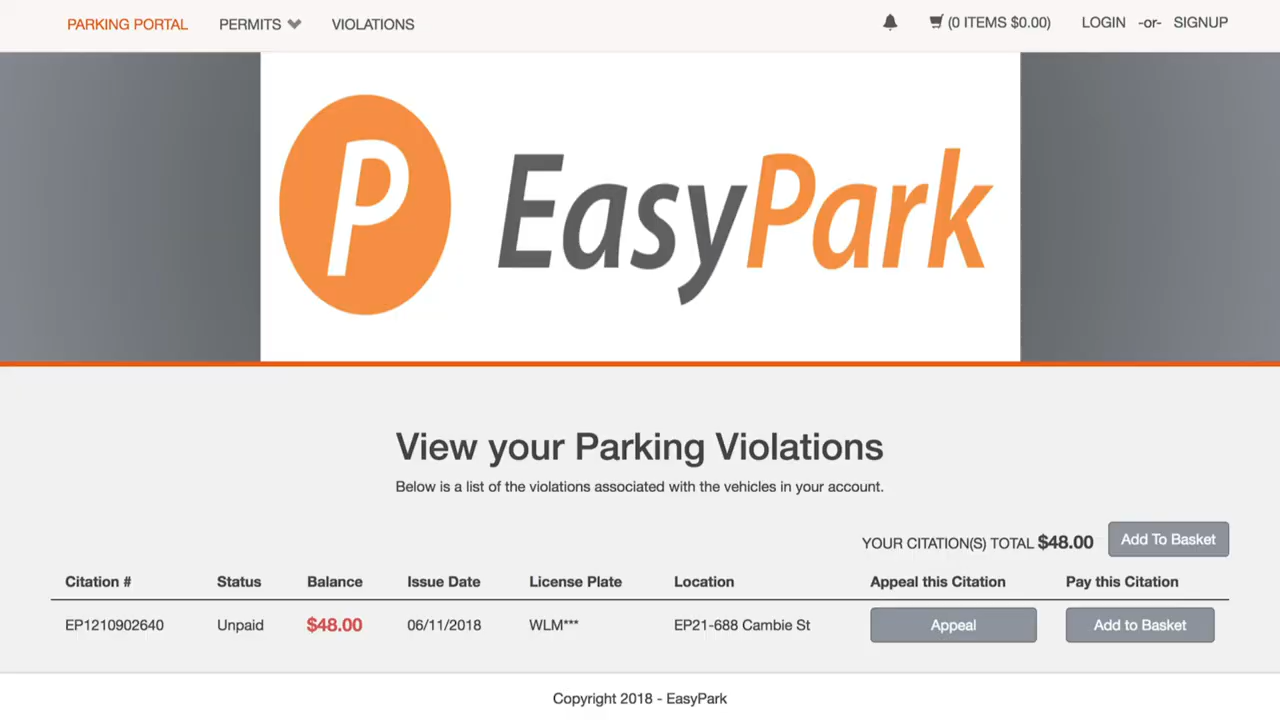 PARKING PORTAL PERMITS VIOLATIONS (0 ITEMS $0.00) LOGIN -or- SIGNUP
P EasyPark
View your Parking Violations
Below is a list of the violations associated with the vehicles in your account.
YOUR CITATION(S) TOTAL $48.00 Add To Basket
Citation # Status Balance Issue Date License Plate Location Appeal this Citation Pay this Citation
EP1210902640 Unpaid $48.00 06/11/2018 WLM*** EP21-688 Cambie St Appeal Add to Basket
Copyright 2018 - EasyPark